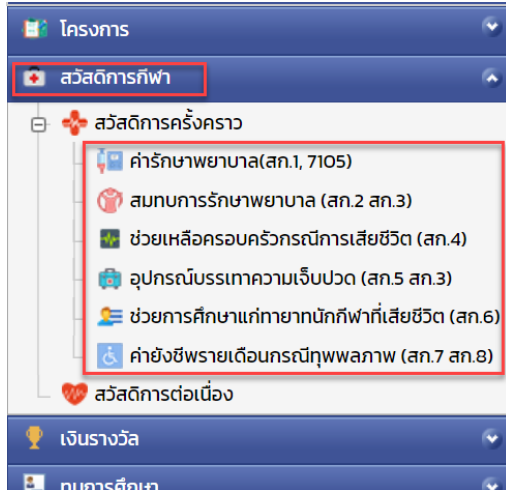 โครงการ
สวัสดิการกีฬา
สวัสดิการครั้งคราว
ค่ารักษาพยาบาล(สก.1, 7105)
สมทบการรักษาพยาบาล (สก.2 สก.3)
ช่วยเหลือครอบครัวกรณีการเสียชีวิต (สก.4)
อุปกรณ์บรรเทาความเจ็บปวด (สก.5 สก.3)
ช่วยการศึกษาแก่ทายาทนักกีฬาที่เสียชีวิต (สก.6)
ค่ายังชีพรายเดือนกรณีทุพพลภาพ (สก.7 สก.8)
สวัสดิการต่อเนื่อง
เงินรางวัล
ทุนการศึกษา